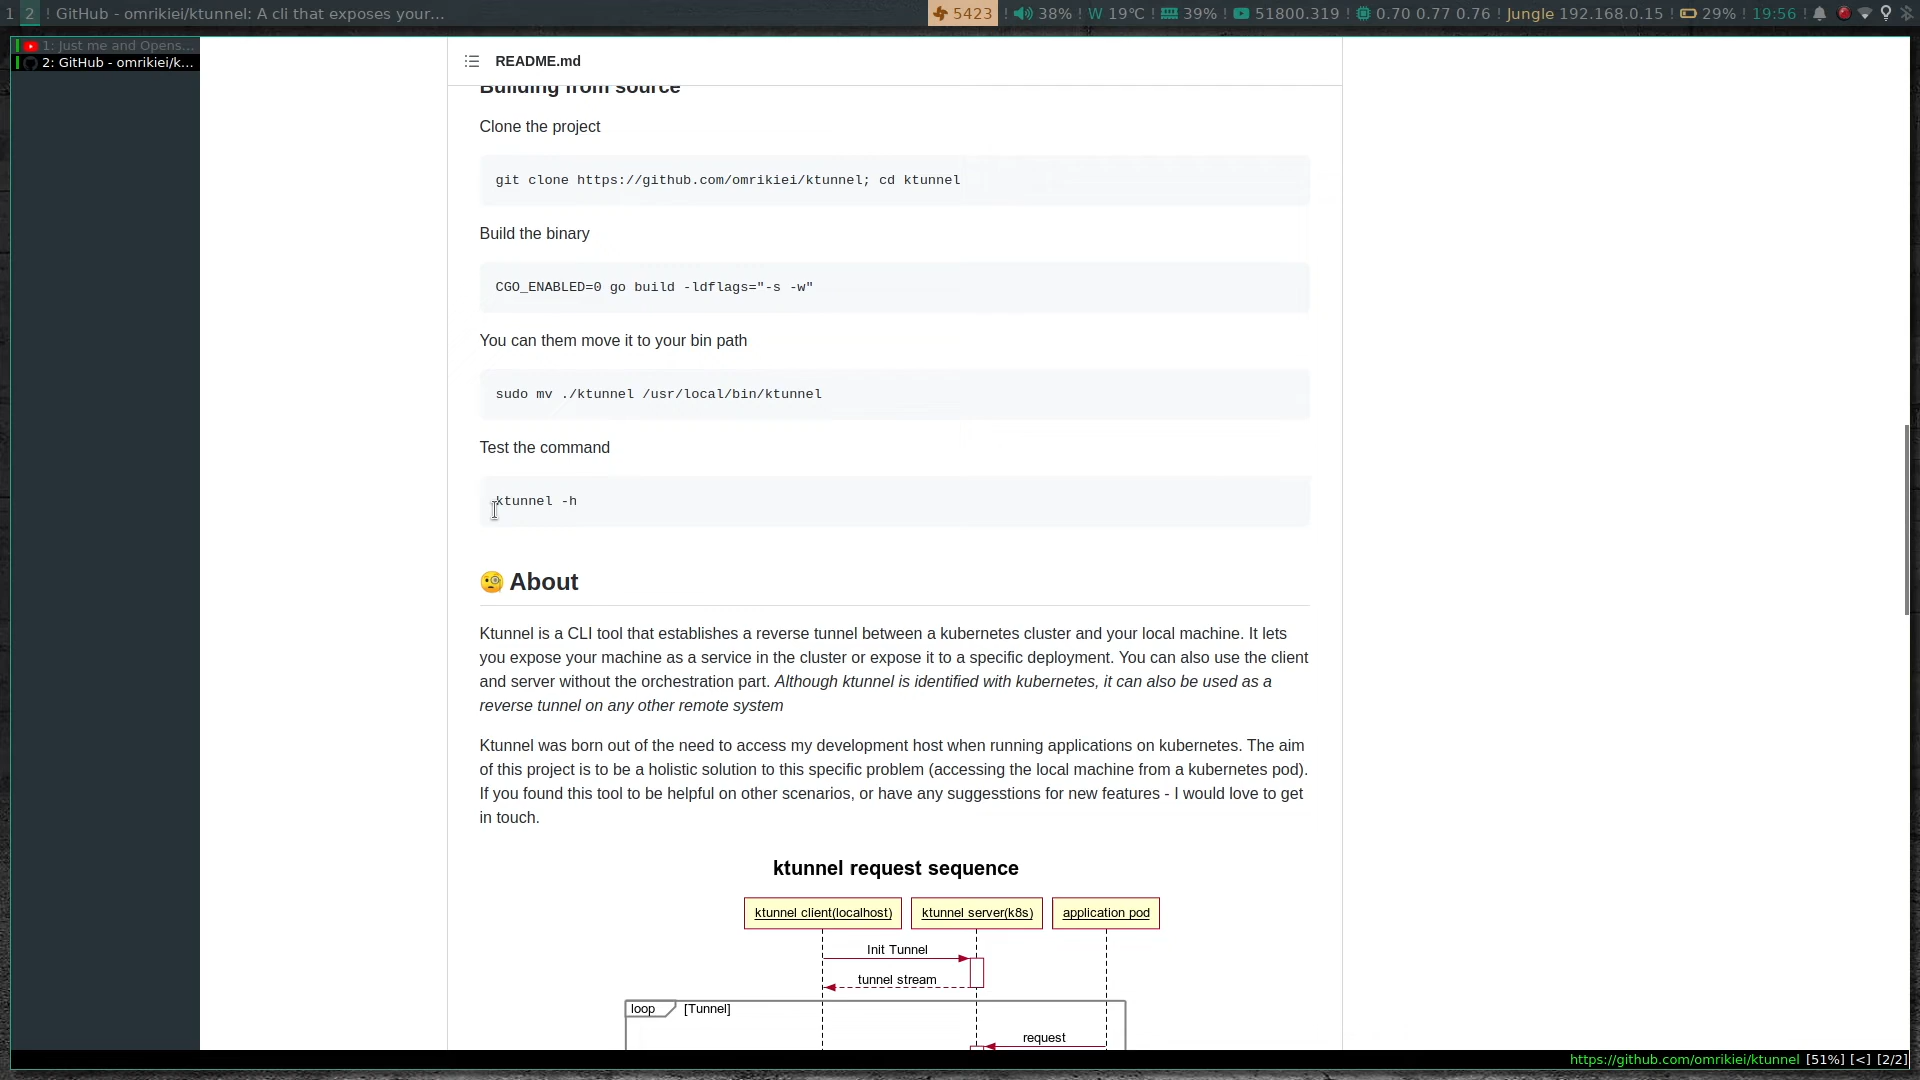 1 2 ! GitHub - omrikiei/ktunnel: A cli that exposes your... 5423 ! 38% ! W 19°C ! 39% ! 51800.319 ! 0.70 0.77 0.76 ! Jungle 192.168.0.15 ! 29% ! 19:56 !
1: Just me and Opens...
2: GitHub - omrikiei/k...
README.md
Building from source
Clone the project
git clone https://github.com/omrikiei/ktunnel; cd ktunnel
Build the binary
CGO_ENABLED=0 go build -ldflags="-s -w"
You can them move it to your bin path
sudo mv ./ktunnel /usr/local/bin/ktunnel
Test the command
ktunnel -h
🧐 About
Ktunnel is a CLI tool that establishes a reverse tunnel between a kubernetes cluster and your local machine. It lets
you expose your machine as a service in the cluster or expose it to a specific deployment. You can also use the client
and server without the orchestration part. Although ktunnel is identified with kubernetes, it can also be used as a
reverse tunnel on any other remote system
Ktunnel was born out of the need to access my development host when running applications on kubernetes. The aim
of this project is to be a holistic solution to this specific problem (accessing the local machine from a kubernetes pod).
If you found this tool to be helpful on other scenarios, or have any suggesstions for new features - I would love to get
in touch.
ktunnel request sequence
ktunnel client(localhost) ktunnel server(k8s) application pod
Init Tunnel
tunnel stream
loop [Tunnel]
request
https://github.com/omrikiei/ktunnel [51%] [<] [2/2]